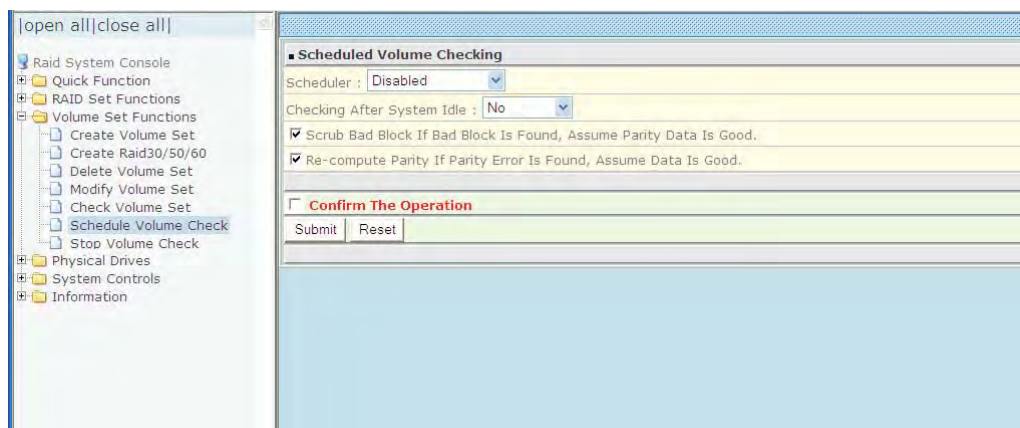 |open all|close all|
Raid System Console
Quick Function
RAID Set Functions
Volume Set Functions
Create Volume Set
Create Raid30/50/60
Delete Volume Set
Modify Volume Set
Check Volume Set
Schedule Volume Check
Stop Volume Check
Physical Drives
System Controls
Information
Scheduled Volume Checking
Scheduler : Disabled
Checking After System Idle : No
Scrub Bad Block If Bad Block Is Found, Assume Parity Data Is Good.
Re-compute Parity If Parity Error Is Found, Assume Data Is Good.
Confirm The Operation
Submit Reset